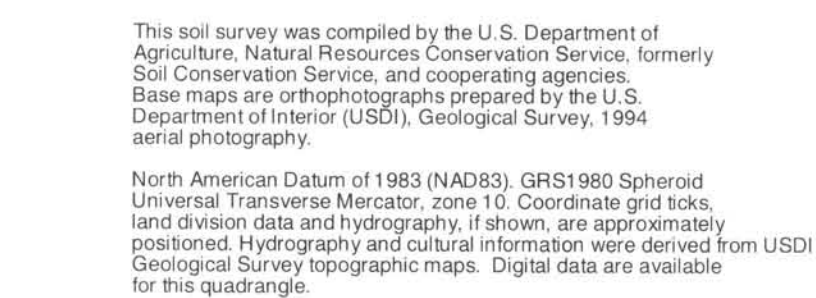 This soil survey was compiled by the U.S. Department of
Agriculture, Natural Resources Conservation Service, formerly
Soil Conservation Service, and cooperating agencies.
Base maps are orthophotographs prepared by the U.S.
Department of Interior (USDI), Geological Survey, 1994
aerial photography.

North American Datum of 1983 (NAD83). GRS1980 Spheroid
Universal Transverse Mercator, zone 10. Coordinate grid ticks,
land division data and hydrography, if shown, are approximately
positioned. Hydrography and cultural information were derived from USDI
Geological Survey topographic maps. Digital data are available
for this quadrangle.